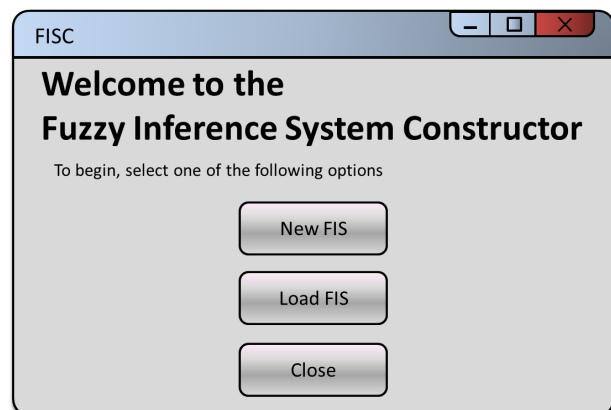 FISC
Welcome to the
Fuzzy Inference System Constructor
To begin, select one of the following options
New FIS
Load FIS
Close